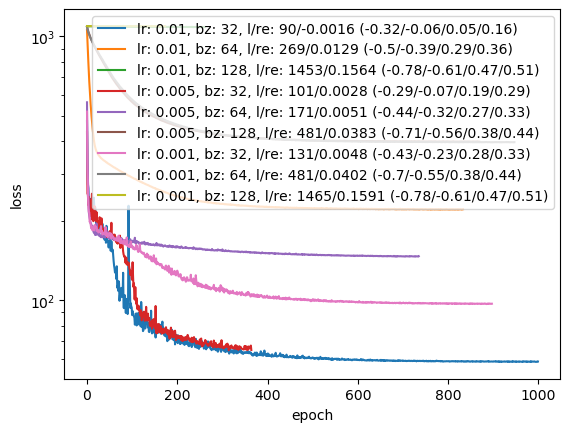 lr: 0.01, bz: 32, l/re: 90/-0.0016 (-0.32/-0.06/0.05/0.16)
lr: 0.01, bz: 64, l/re: 269/0.0129 (-0.5/-0.39/0.29/0.36)
lr: 0.01, bz: 128, l/re: 1453/0.1564 (-0.78/-0.61/0.47/0.51)
lr: 0.005, bz: 32, l/re: 101/0.0028 (-0.29/-0.07/0.19/0.29)
lr: 0.005, bz: 64, l/re: 171/0.0051 (-0.44/-0.32/0.27/0.33)
lr: 0.005, bz: 128, l/re: 481/0.0383 (-0.71/-0.56/0.38/0.44)
lr: 0.001, bz: 32, l/re: 131/0.0048 (-0.43/-0.23/0.28/0.33)
lr: 0.001, bz: 64, l/re: 481/0.0402 (-0.7/-0.55/0.38/0.44)
lr: 0.001, bz: 128, l/re: 1465/0.1591 (-0.78/-0.61/0.47/0.51)
10³
10²
loss
0 200 400 600 800 1000
epoch